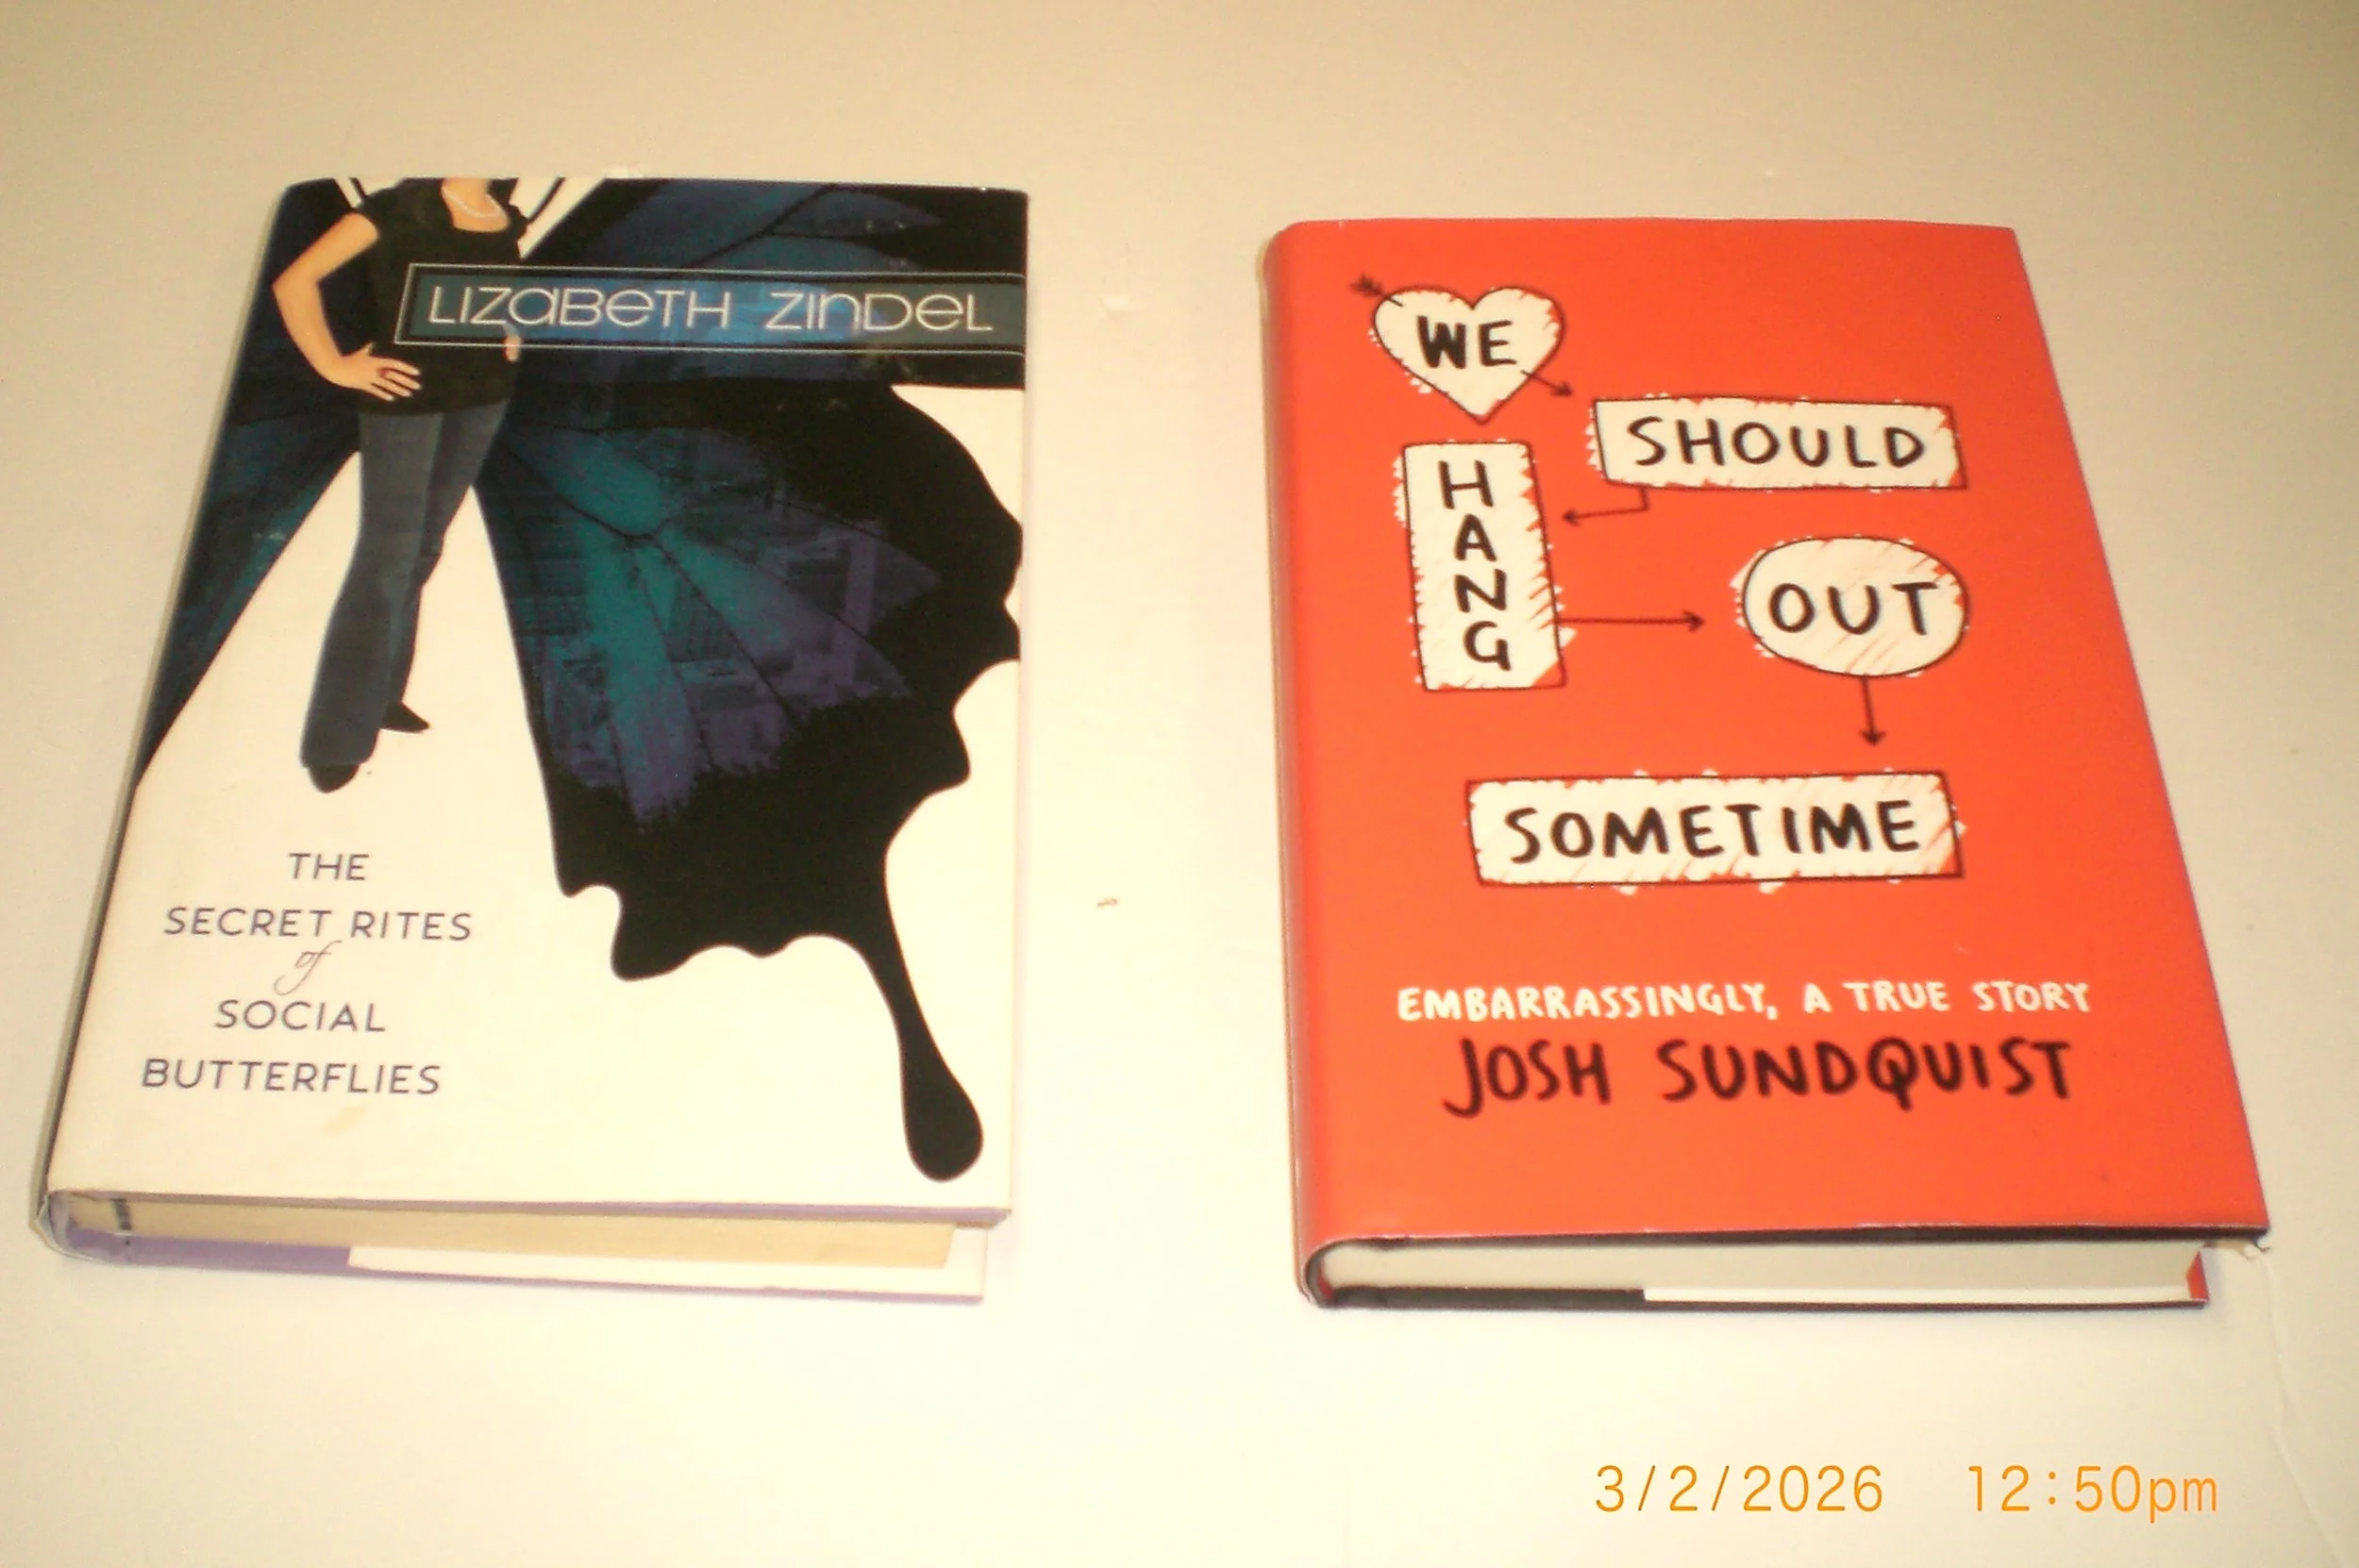 LIZABETH ZINDEL
THE
SECRET RITES
of
SOCIAL
BUTTERFLIES
WE
SHOULD
HANG
OUT
SOMETIME
EMBARRASSINGLY, A TRUE STORY
JOSH SUNDQUIST
3/2/2026 12:50pm